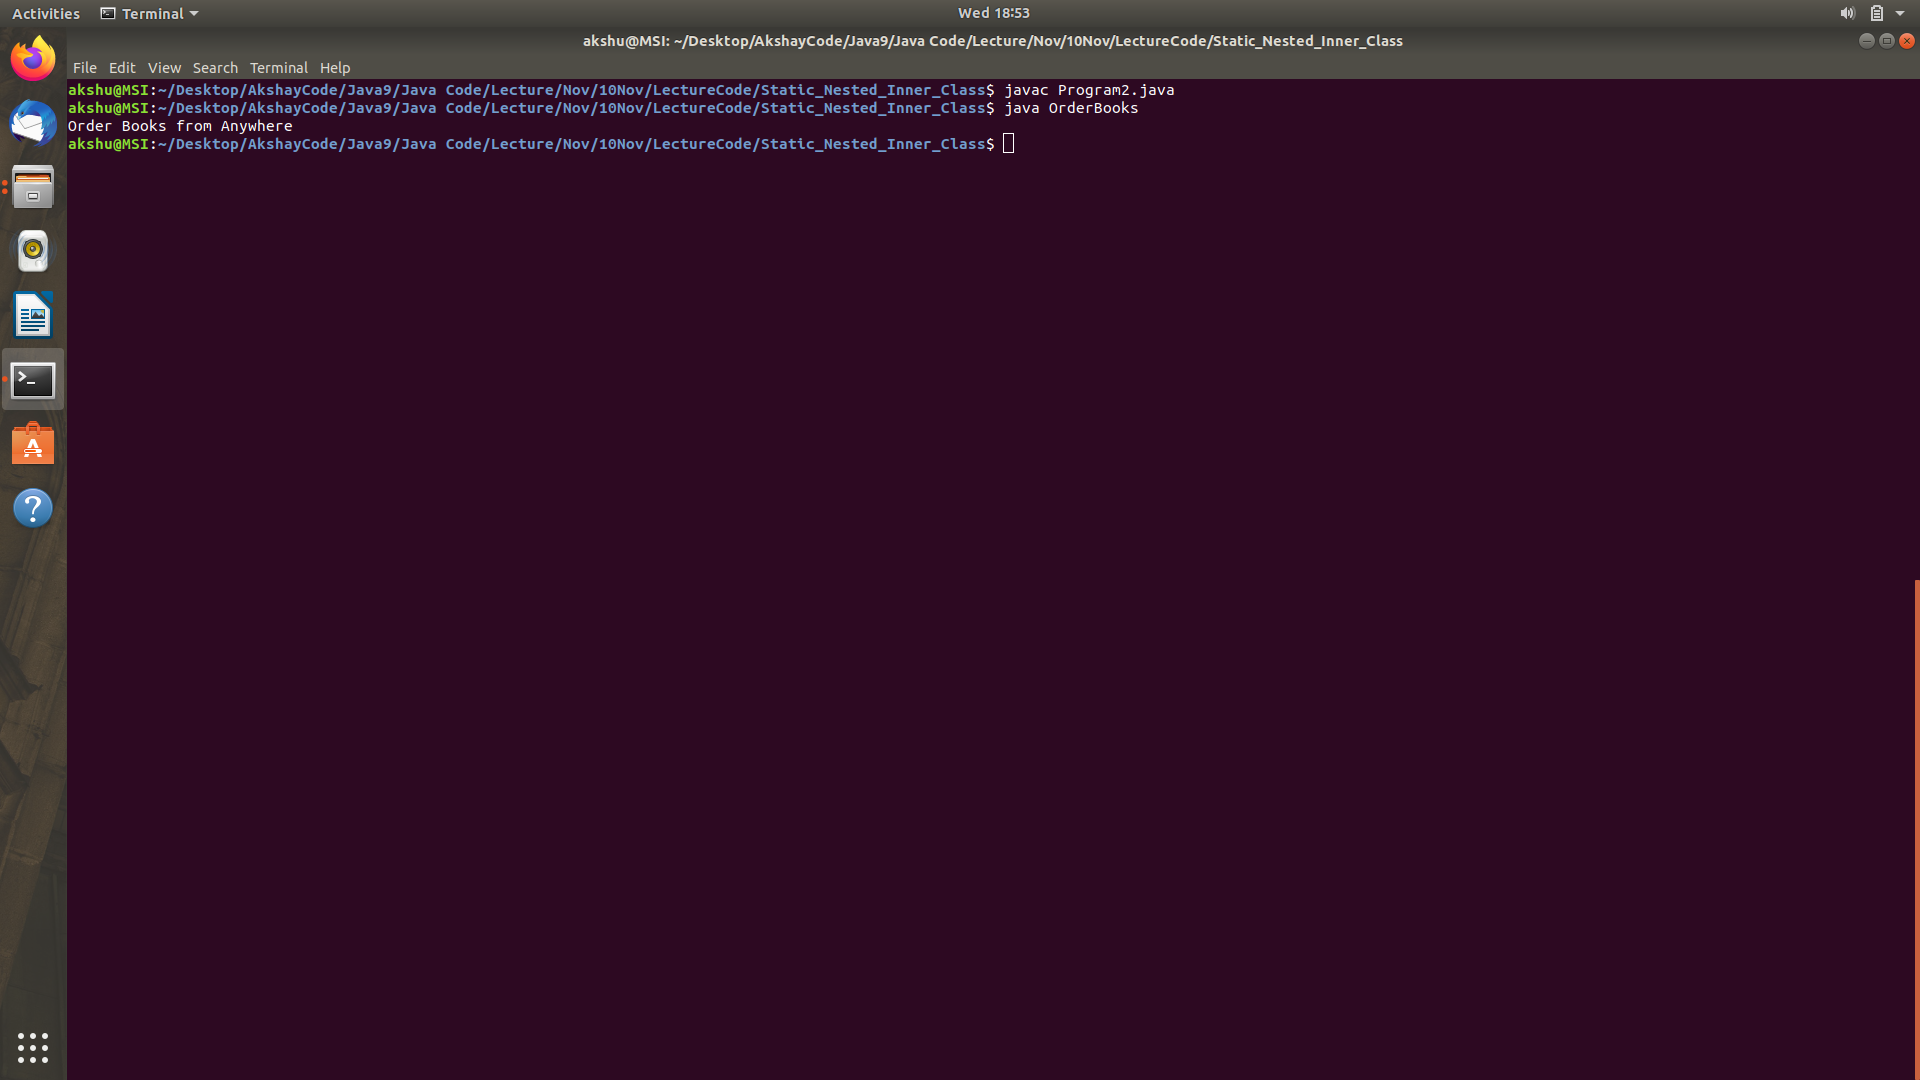 Activities Terminal Wed 18:53
akshu@MSI: ~/Desktop/AkshayCode/Java9/Java Code/Lecture/Nov/10Nov/LectureCode/Static_Nested_Inner_Class
File Edit View Search Terminal Help
akshu@MSI:~/Desktop/AkshayCode/Java9/Java Code/Lecture/Nov/10Nov/LectureCode/Static_Nested_Inner_Class$ javac Program2.java
akshu@MSI:~/Desktop/AkshayCode/Java9/Java Code/Lecture/Nov/10Nov/LectureCode/Static_Nested_Inner_Class$ java OrderBooks
Order Books from Anywhere
akshu@MSI:~/Desktop/AkshayCode/Java9/Java Code/Lecture/Nov/10Nov/LectureCode/Static_Nested_Inner_Class$